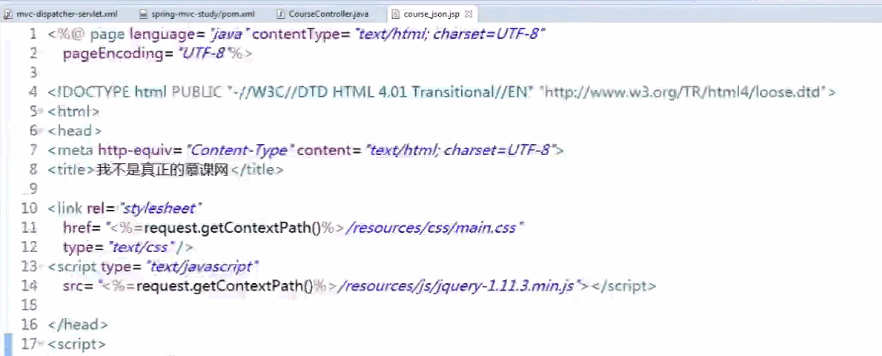 mvc-dispatcher-servlet.xml spring-mvc-study/pom.xml CourseController.java course_json.jsp
1 <%@ page language="java" contentType="text/html; charset=UTF-8"
2 pageEncoding="UTF-8"%>
3
4 <!DOCTYPE html PUBLIC "-//W3C//DTD HTML 4.01 Transitional//EN" "http://www.w3.org/TR/html4/loose.dtd">
5 <html>
6 <head>
7 <meta http-equiv="Content-Type" content="text/html; charset=UTF-8">
8 <title>我不是真正的慕课网</title>
9
10 <link rel="stylesheet"
11 href="<%=request.getContextPath()%>/resources/css/main.css"
12 type="text/css" />
13 <script type="text/javascript"
14 src="<%=request.getContextPath()%>/resources/js/jquery-1.11.3.min.js"></script>
15
16 </head>
17 <script>